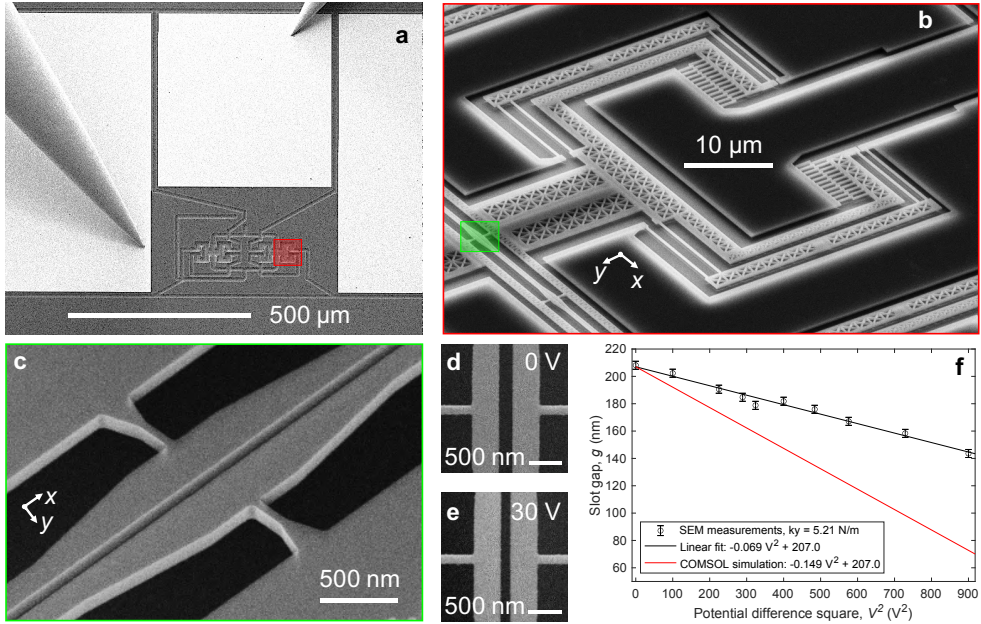 a
500 µm
b
10 µm
y
x
c
x
y
500 nm
d
0 V
500 nm
e
30 V
500 nm
f
220
200
180
160
140
120
100
80
60
Slot gap, g (nm)
SEM measurements, ky = 5.21 N/m
Linear fit: -0.069 V² + 207.0
COMSOL simulation: -0.149 V² + 207.0
0 100 200 300 400 500 600 700 800 900
Potential difference square, V² (V²)